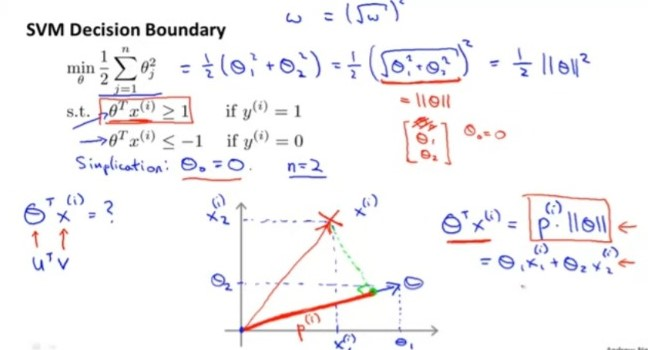 ω = (√ω)²
SVM Decision Boundary
min_θ 1/2 ∑_{j=1}^{n} θ_j² = 1/2 (θ₁² + θ₂²) = 1/2 (√(θ₁² + θ₂²))² = 1/2 ||θ||²
= ||θ||
s.t. θᵀx⁽ⁱ⁾ ≥ 1 if y⁽ⁱ⁾ = 1
θᵀx⁽ⁱ⁾ ≤ −1 if y⁽ⁱ⁾ = 0
[θ₁ θ₂] θ₀=0
Simplication: θ₀ = 0. n=2
θᵀx⁽ⁱ⁾ = ?
uᵀv
x₂⁽ⁱ⁾
x⁽ⁱ⁾
θ₂
θ
p⁽ⁱ⁾
x₁⁽ⁱ⁾
θ₁
θᵀx⁽ⁱ⁾ = p⁽ⁱ⁾·||θ|| ←
= θ₁x₁⁽ⁱ⁾ + θ₂x₂⁽ⁱ⁾ ←